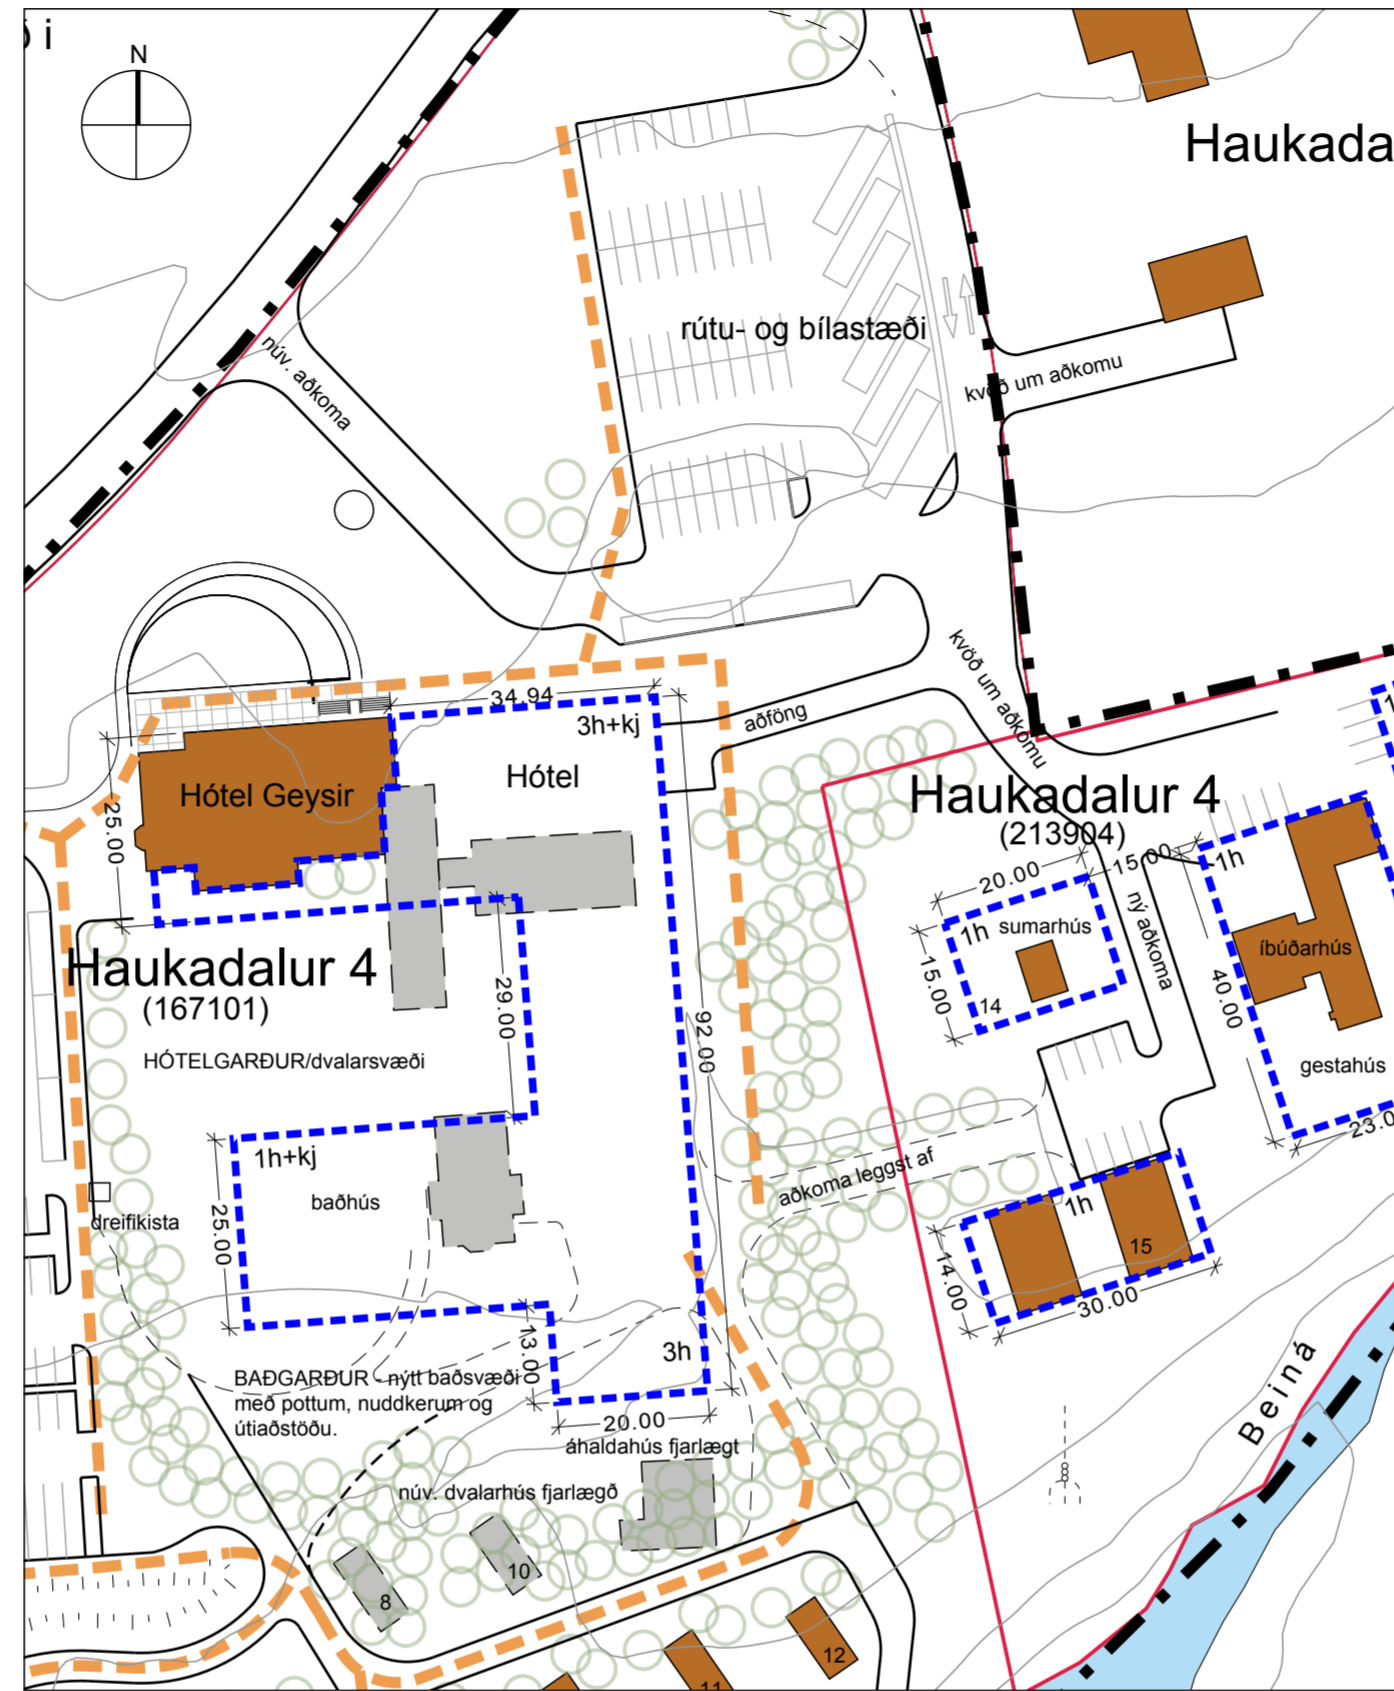 ði
N
Haukada
rútu- og bílastæði
núv. aðkoma
kvöð um aðkomu
kvöð um aðkomu
34.94
3h+kj
aðföng
Hótel
Hótel Geysir
25.00
Haukadalur 4
(213904)
20.00
15.00
1h
1h
sumarhús
15.00
14
ný aðkoma
íbúðarhús
40.00
gestahús
23.0
Haukadalur 4
(167101)
29.00
92.00
HÓTELGARÐUR/dvalarsvæði
1h+kj
baðhús
25.00
dreifikista
aðkoma leggst af
1h
15
14.00
30.00
13.00
3h
20.00
BAÐGARÐUR - nýtt baðsvæði
með pottum, nuddkerum og
útiaðstöðu.
áhaldahús fjarlægt
núv. dvalarhús fjarlægð
8
10
12
11
Beiná